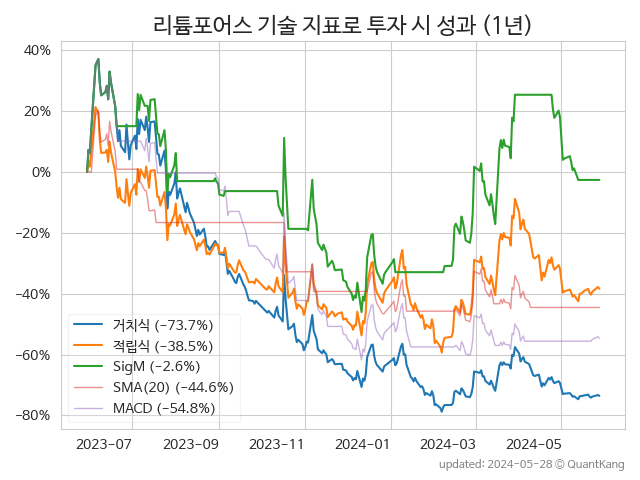 리튬포어스 기술 지표로 투자 시 성과 (1년)
40%
20%
0%
−20%
−40%
−60%
−80%
거치식 (−73.7%)
적립식 (−38.5%)
SigM (−2.6%)
SMA(20) (−44.6%)
MACD (−54.8%)
2023−07 2023−09 2023−11 2024−01 2024−03 2024−05
updated: 2024−05−28 © QuantKang